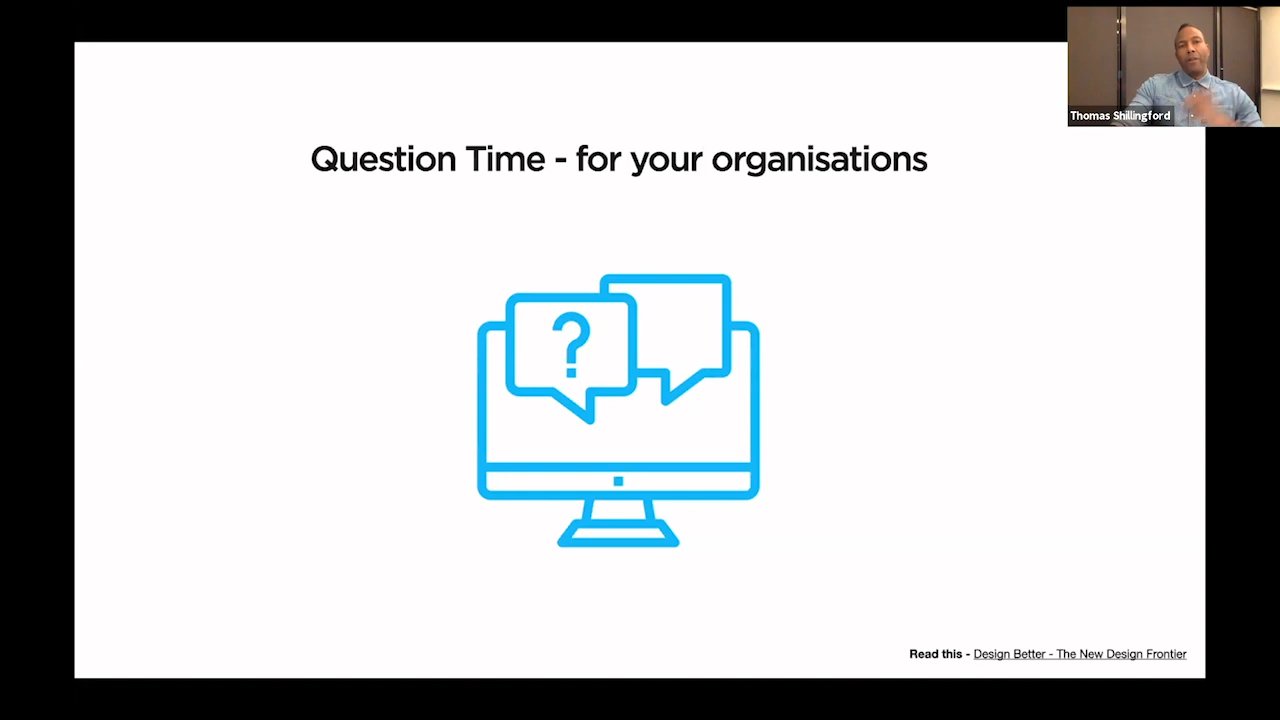 Thomas Shillingford
Question Time - for your organisations
?
Read this - Design Better - The New Design Frontier